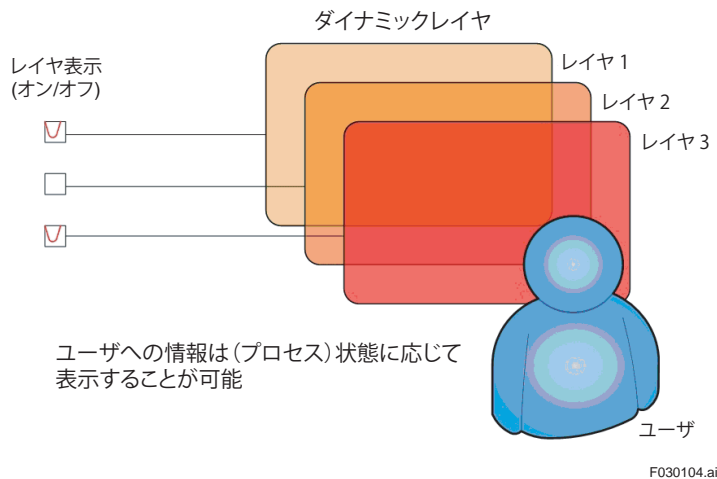 ダイナミックレイヤ
レイヤ表示
(オン/オフ)
レイヤ 1
レイヤ 2
レイヤ 3
ユーザへの情報は(プロセス)状態に応じて
表示することが可能
ユーザ
F030104.ai